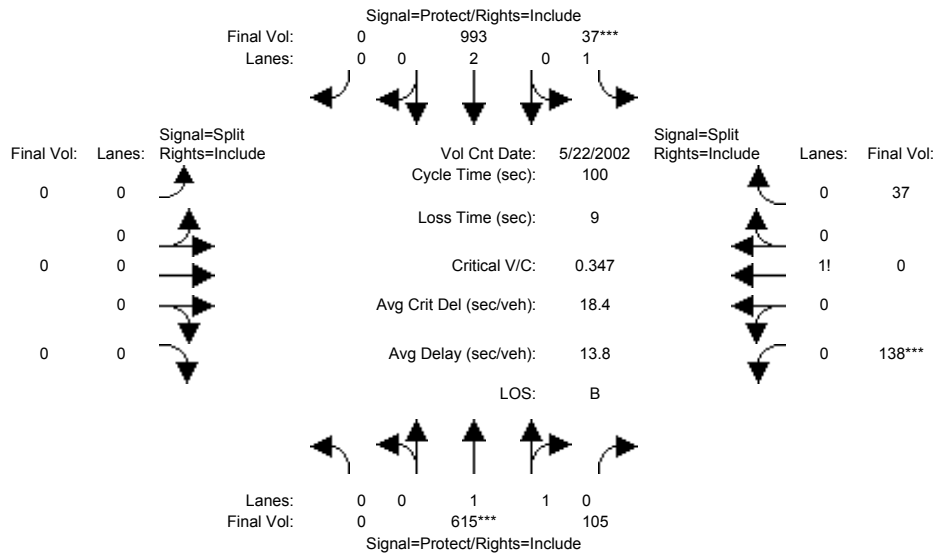 Signal=Protect/Rights=Include
Final Vol: 0 993 37***
Lanes: 0 0 2 0 1
Signal=Split Signal=Split
Final Vol: Lanes: Rights=Include Vol Cnt Date: 5/22/2002 Rights=Include Lanes: Final Vol:
Cycle Time (sec): 100
0 0 0 37
Loss Time (sec): 9
0 0
0 0 Critical V/C: 0.347 1! 0
0 Avg Crit Del (sec/veh): 18.4 0
0 0 Avg Delay (sec/veh): 13.8 0 138***
LOS: B
Lanes: 0 0 1 1 0
Final Vol: 0 615*** 105
Signal=Protect/Rights=Include